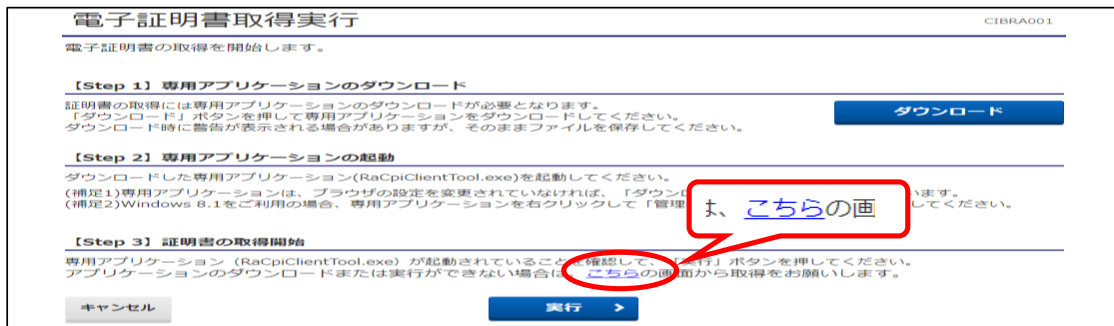 電子証明書取得実行
CIBRA001
電子証明書の取得を開始します。
【Step 1】専用アプリケーションのダウンロード
証明書の取得には専用アプリケーションのダウンロードが必要となります。
「ダウンロード」ボタンを押して専用アプリケーションをダウンロードしてください。
ダウンロード時に警告が表示される場合がありますが、そのままファイルを保存してください。
ダウンロード
【Step 2】専用アプリケーションの起動
ダウンロードした専用アプリケーション(RaCpiClientTool.exe)を起動してください。
(補足1)専用アプリケーションは、ブラウザの設定を変更されていなければ、「ダウン います。
(補足2)Windows 8.1をご利用の場合、専用アプリケーションを右クリックして「管理 してください。
は、こちらの画
【Step 3】証明書の取得開始
専用アプリケーション（RaCpiClientTool.exe）が起動されていることを確認して、「実行」ボタンを押してください。
アプリケーションのダウンロードまたは実行ができない場合は、こちらの画面から取得をお願いします。
キャンセル
実行 >